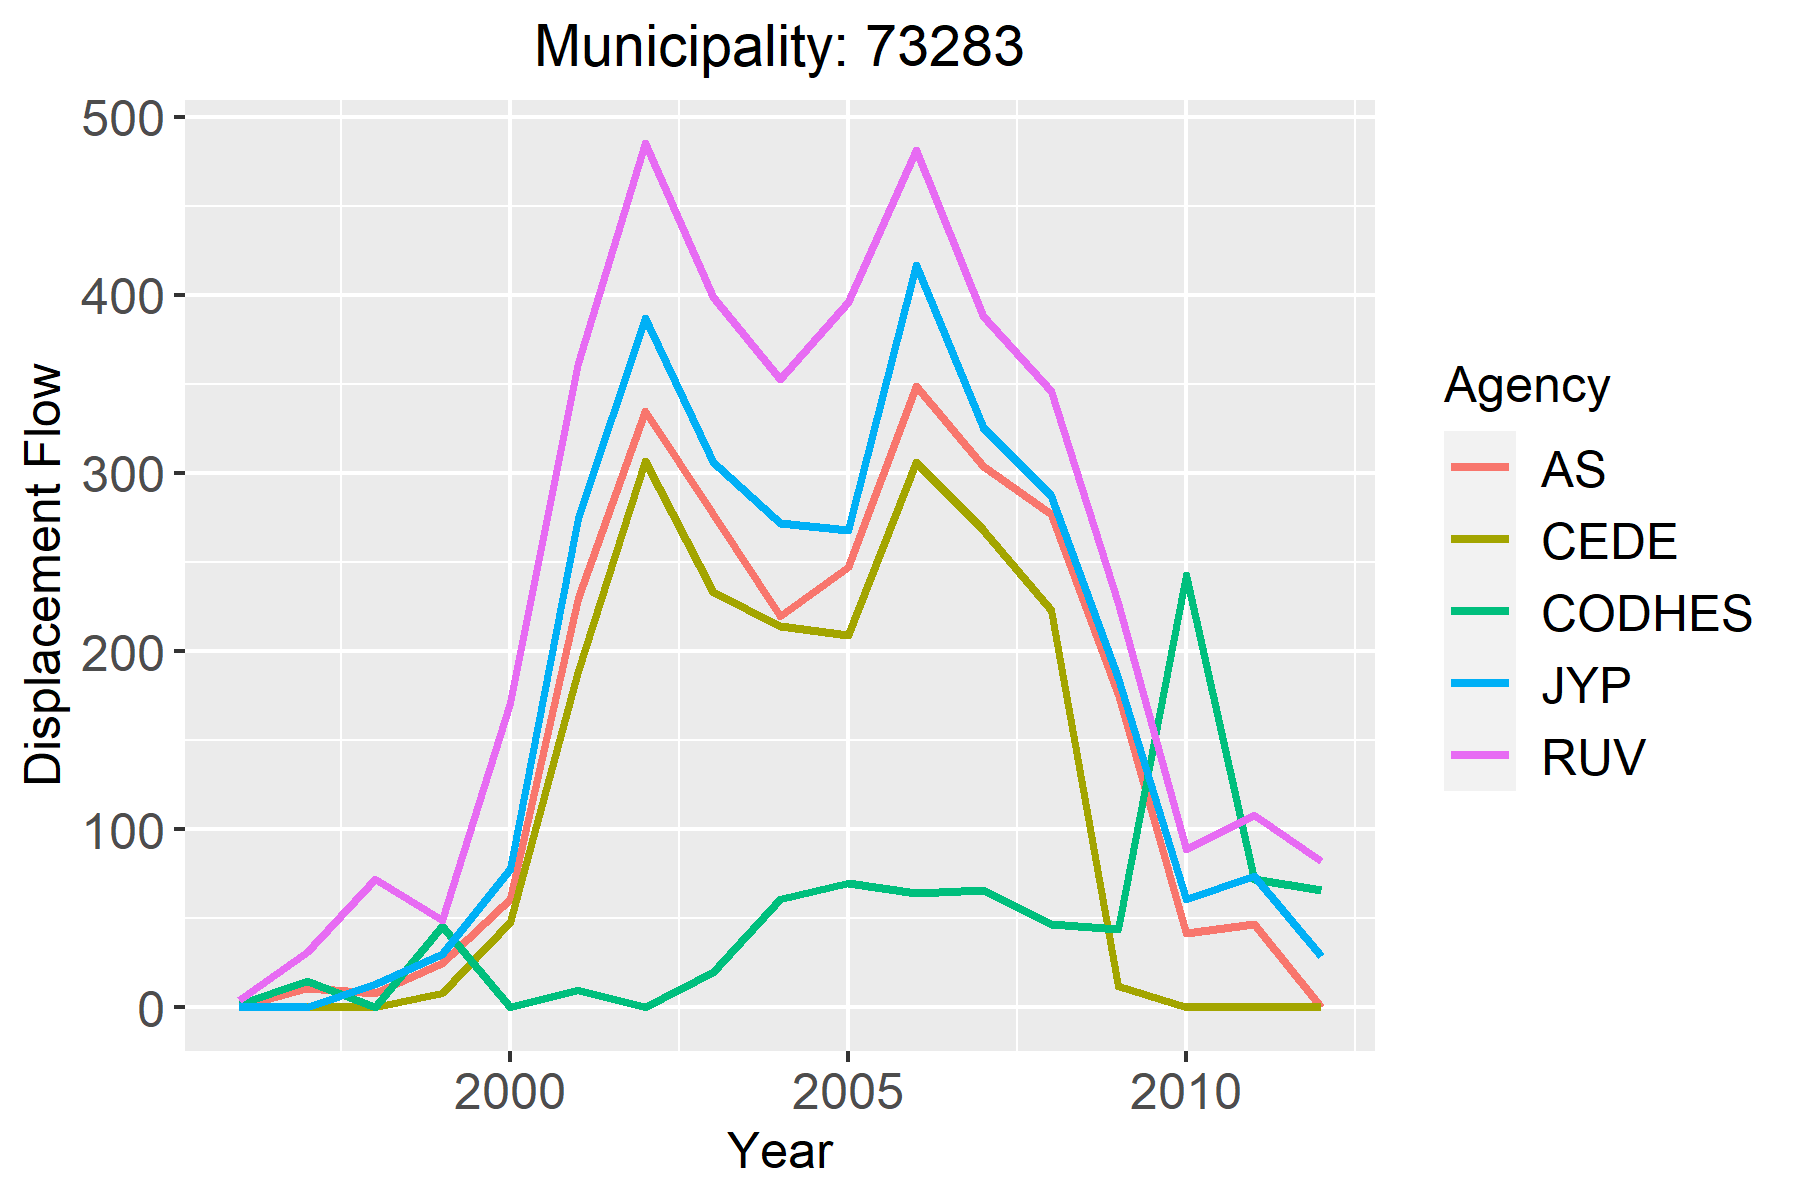 Municipality: 73283
500
400
300
200
100
0
Displacement Flow
2000 2005 2010
Year
Agency
AS
CEDE
CODHES
JYP
RUV